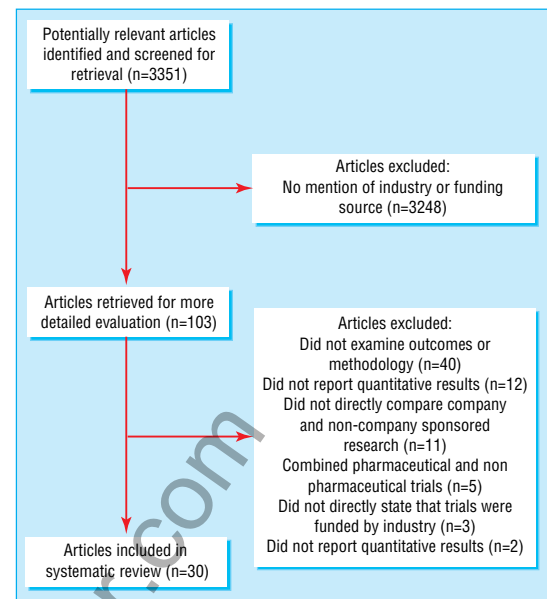 Potentially relevant articles
identified and screened for
retrieval (n=3351)
Articles excluded:
No mention of industry or funding
source (n=3248)
Articles retrieved for more
detailed evaluation (n=103)
Articles excluded:
Did not examine outcomes or
methodology (n=40)
Did not report quantitative results (n=12)
Did not directly compare company
and non-company sponsored
research (n=11)
Combined pharmaceutical and non
pharmaceutical trials (n=5)
Did not directly state that trials were
funded by industry (n=3)
Did not report quantitative results (n=2)
Articles included in
systematic review (n=30)
r.com